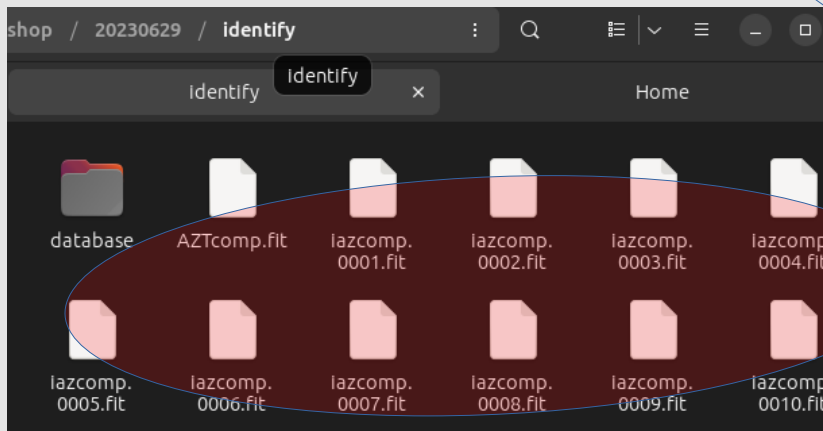 shop / 20230629 / identify
identify
identify
Home
database
AZTcomp.fit
iazcomp.
0001.fit
iazcomp.
0002.fit
iazcomp.
0003.fit
iazcomp.
0004.fit
iazcomp.
0005.fit
iazcomp.
0006.fit
iazcomp.
0007.fit
iazcomp.
0008.fit
iazcomp.
0009.fit
iazcomp.
0010.fit